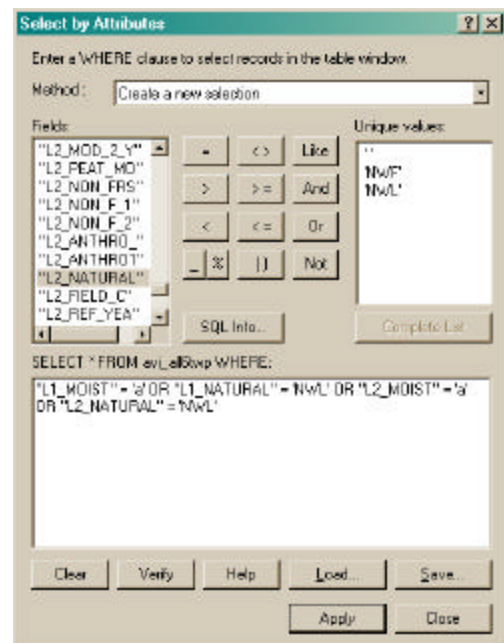 Select by Attributes
Enter a WHERE clause to select records in the table window.
Method : Create a new selection
Fields: Unique values:
"L2_MOD_2_Y" = <> Like ''
"L2_PEAT_MO" 'NWF'
"L2_NON_FRS" > >= And 'NWL'
"L2_NON_F_1"
"L2_NON_F_2" < <= Or
"L2_ANTHRO_"
"L2_ANTHROT" _ % () Not
"L2_NATURAL"
"L2_FIELD_C"
"L2_REF_YEA" SQL Info... Complete List
SELECT * FROM WHERE:
"L1_MOIST" = 'a' OR "L1_NATURAL" = 'NWL' OR "L2_MOIST" = 'a'
OR "L2_NATURAL" = 'NWL'
Clear Verify Help Load... Save...
Apply Close